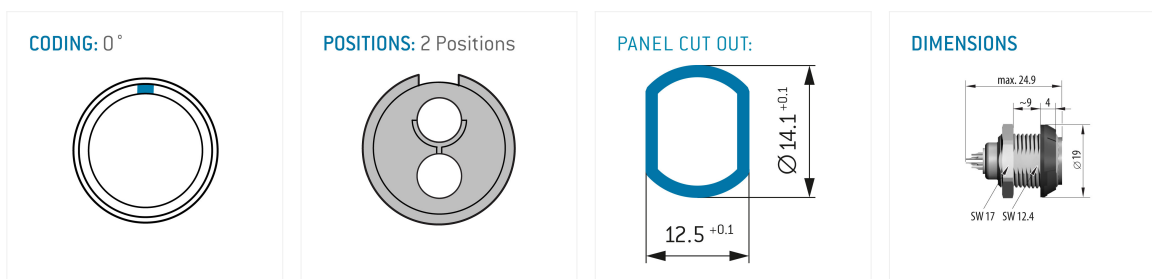 CODING: 0°
POSITIONS: 2 Positions
PANEL CUT OUT:
Ø 14.1 +0.1
12.5 +0.1
DIMENSIONS
max. 24.9
~9
4
Ø19
SW 17
SW 12.4